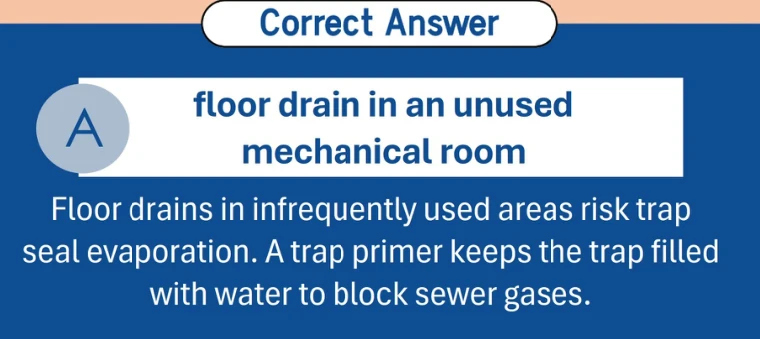 Correct Answer
A
floor drain in an unused
mechanical room
Floor drains in infrequently used areas risk trap
seal evaporation. A trap primer keeps the trap filled
with water to block sewer gases.